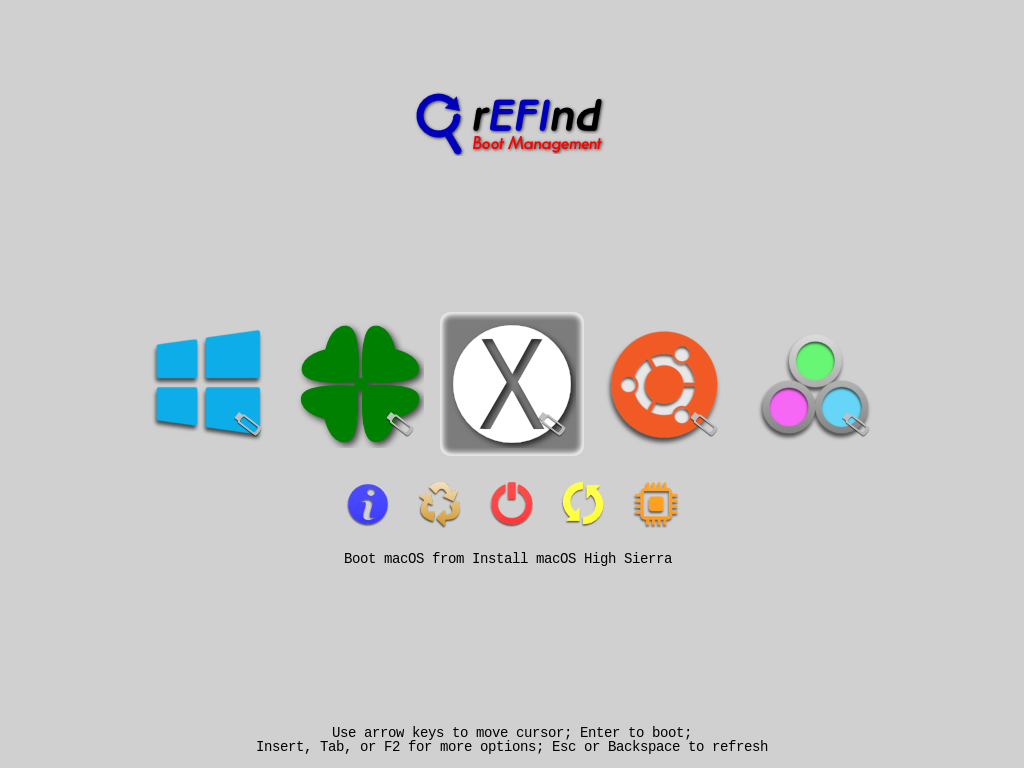 rEFInd
Boot Management
Boot macOS from Install macOS High Sierra
Use arrow keys to move cursor; Enter to boot;
Insert, Tab, or F2 for more options; Esc or Backspace to refresh